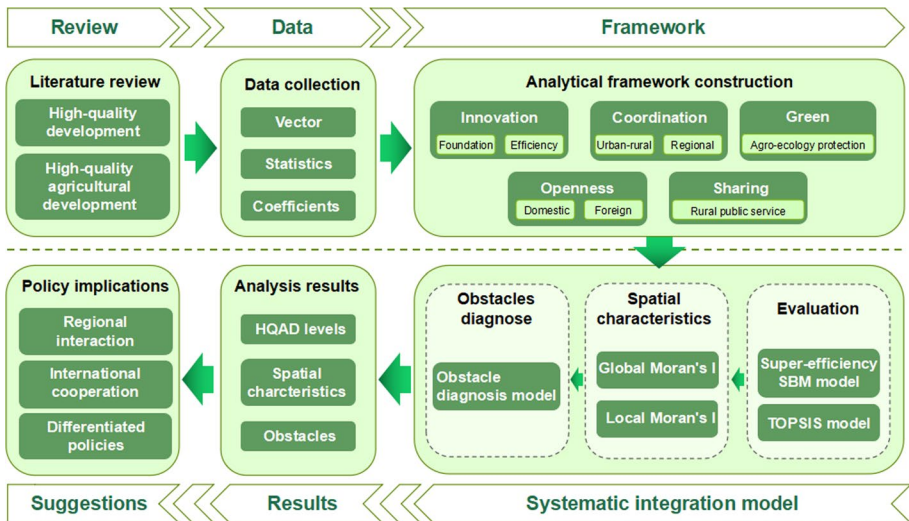 Review
Data
Framework
Literature review
High-quality
development
High-quality
agricultural
development
Data collection
Vector
Statistics
Coefficients
Analytical framework construction
Innovation
Foundation
Efficiency
Coordination
Urban-rural
Regional
Green
Agro-ecology protection
Openness
Domestic
Foreign
Sharing
Rural public service
Policy implications
Regional
interaction
International
cooperation
Differentiated
policies
Analysis results
HQAD levels
Spatial
charcteristics
Obstacles
Obstacles
diagnose
Obstacle
diagnosis model
Spatial
characteristics
Global Moran's I
Local Moran's I
Evaluation
Super-efficiency
SBM model
TOPSIS model
Suggestions
Results
Systematic integration model